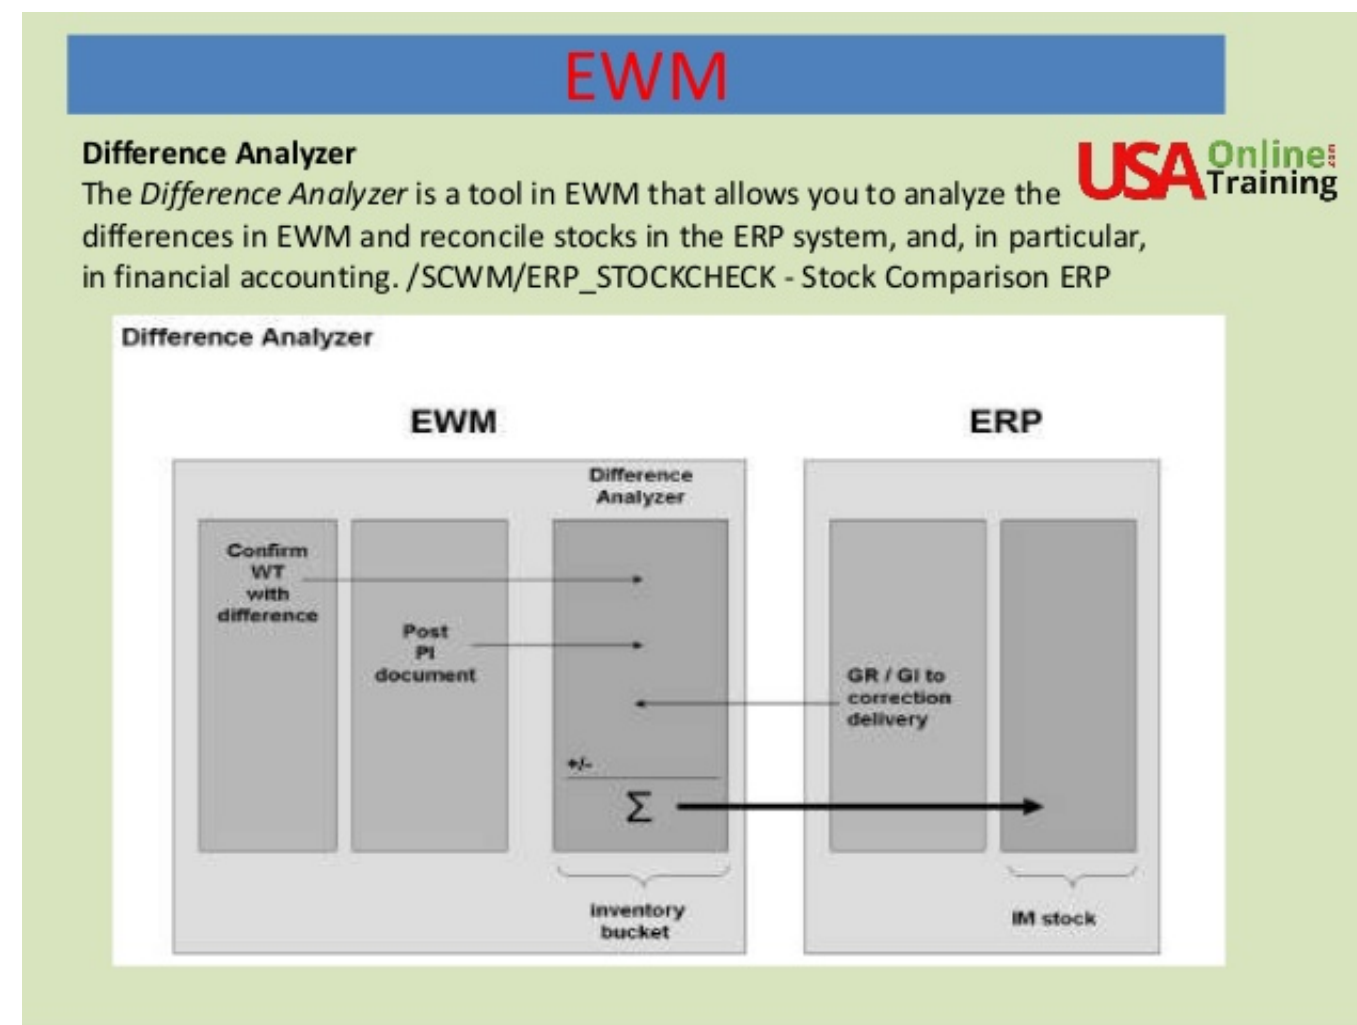 EWM
Difference Analyzer
The Difference Analyzer is a tool in EWM that allows you to analyze the
differences in EWM and reconcile stocks in the ERP system, and, in particular,
in financial accounting. /SCWM/ERP_STOCKCHECK - Stock Comparison ERP
USA Online
Training
Difference Analyzer
EWM
ERP
Difference
Analyzer
Confirm
WT
with
difference
Post
PI
document
GR / GI to
correction
delivery
+/-
Σ
inventory
bucket
IM stock